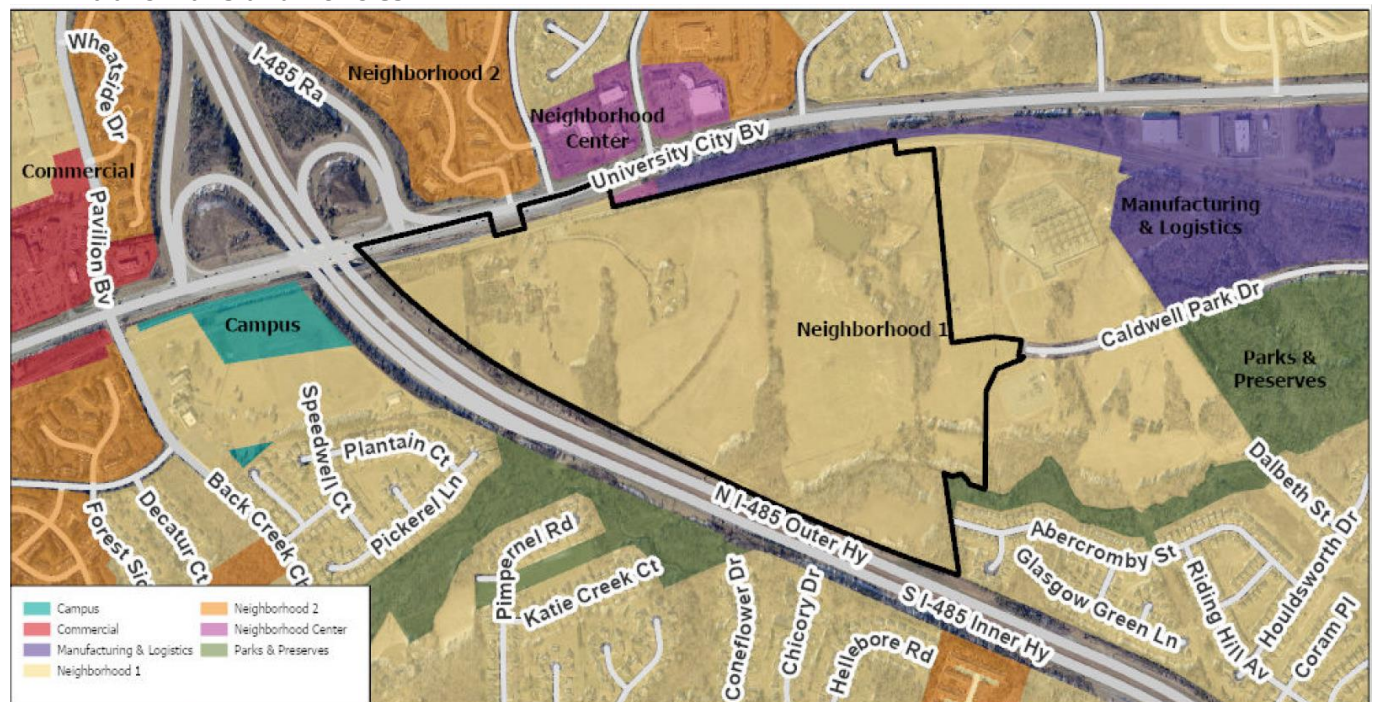 Wheatside Dr
I-485 Ra
Neighborhood 2
Neighborhood
Center
University City Bv
Commercial
Pavilion Bv
Manufacturing
& Logistics
Campus
Neighborhood 1
Caldwell Park Dr
Parks &
Preserves
Speedwell Ct
Plantain Ct
Pickerel Ln
Back Creek Ch
Decatur Ct
Forest Sid
N I-485 Outer Hy
S I-485 Inner Hy
Pimpernel Rd
Katie Creek Ct
Coneflower Dr
Chicory Dr
Hellebore Rd
Abercromby St
Glasgow Green Ln
Riding Hill Av
Dalbeth St
Houldsworth Dr
Coram Pl
Campus
Commercial
Manufacturing & Logistics
Neighborhood 1
Neighborhood 2
Neighborhood Center
Parks & Preserves